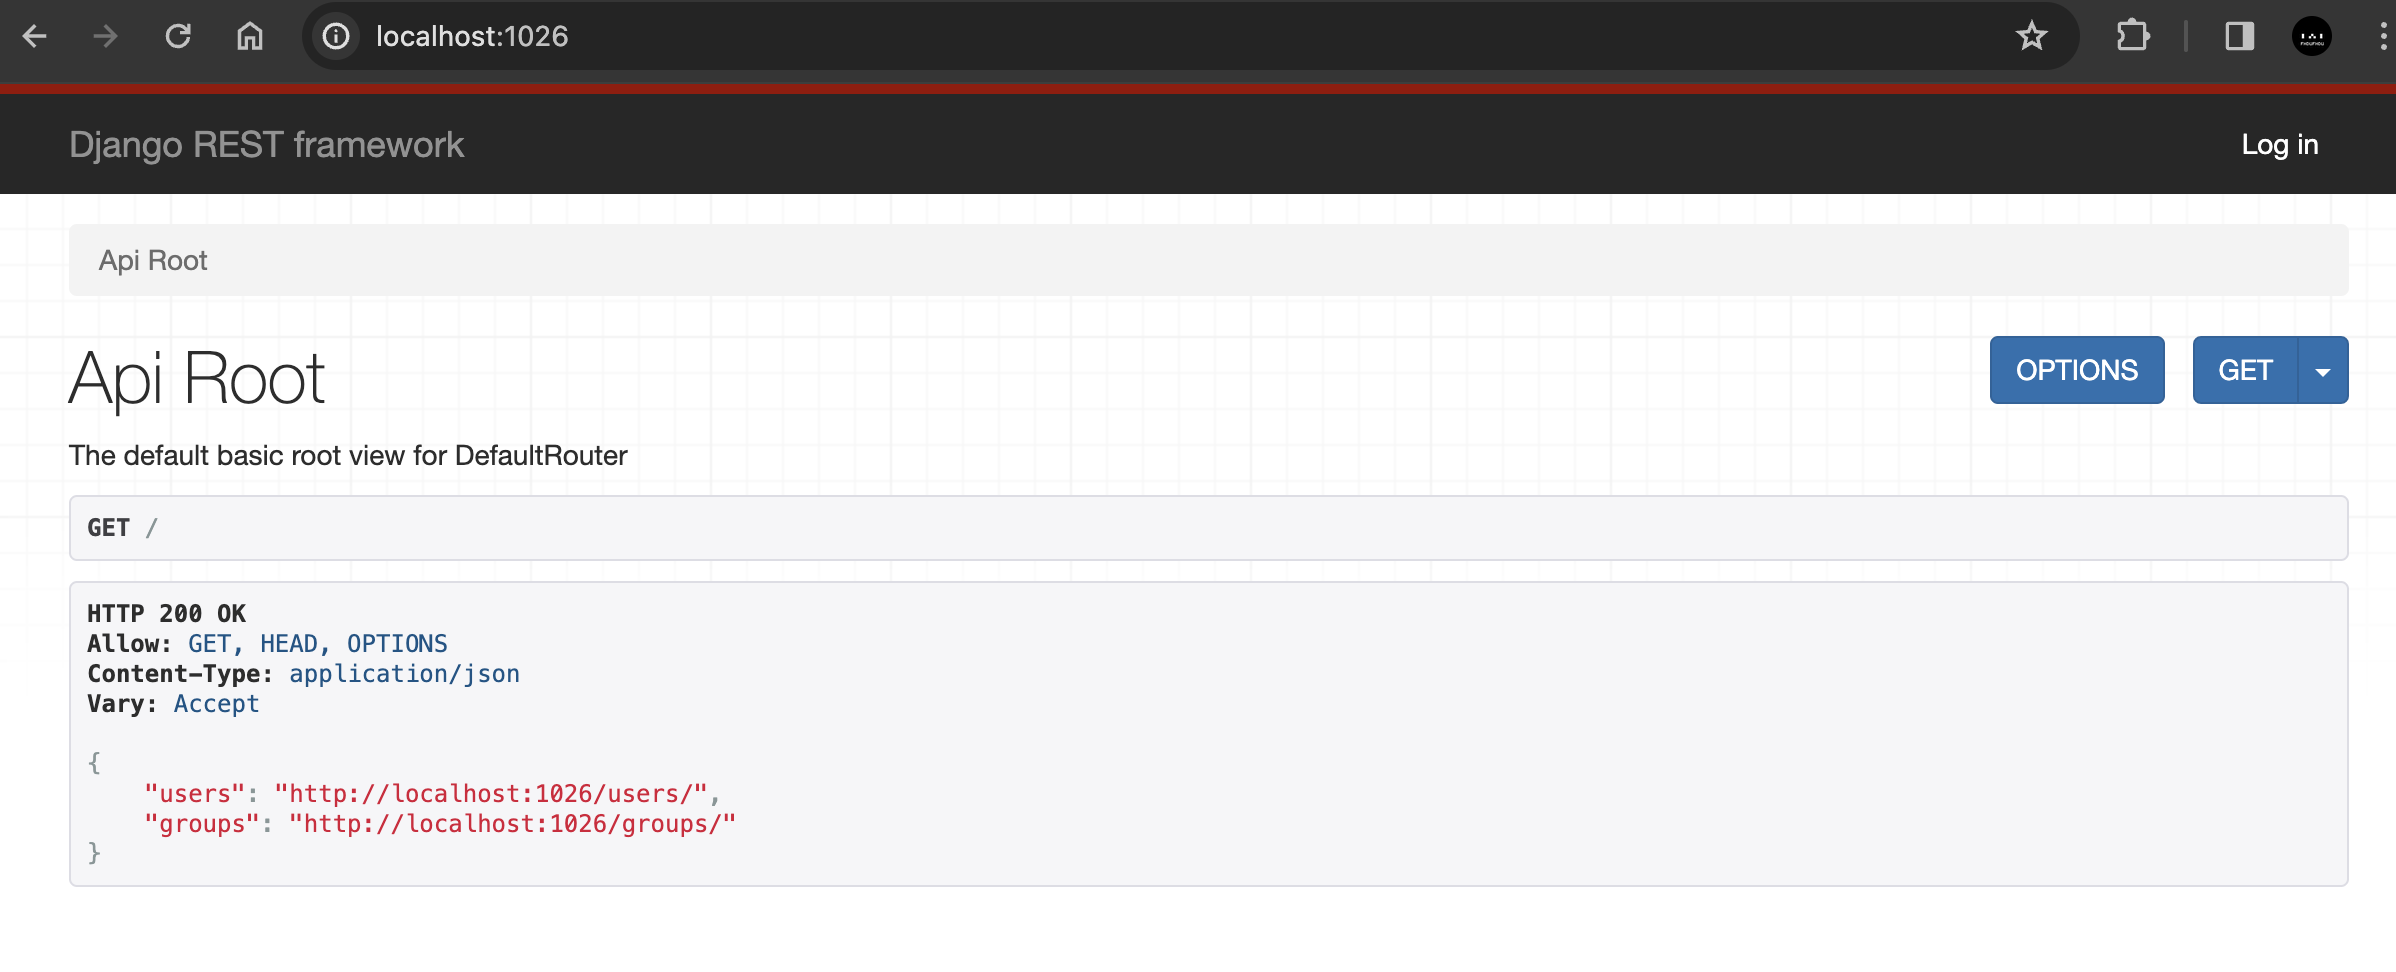 localhost:1026
Django REST framework
Log in
Api Root
Api Root
OPTIONS
GET
The default basic root view for DefaultRouter
GET /
HTTP 200 OK
Allow: GET, HEAD, OPTIONS
Content-Type: application/json
Vary: Accept
{
    "users": "http://localhost:1026/users/",
    "groups": "http://localhost:1026/groups/"
}